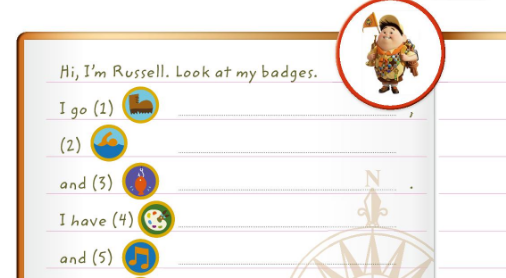 Hi, I'm Russell. Look at my badges.
I go (1) ,
(2)
and (3) .
I have (4)
and (5)
N